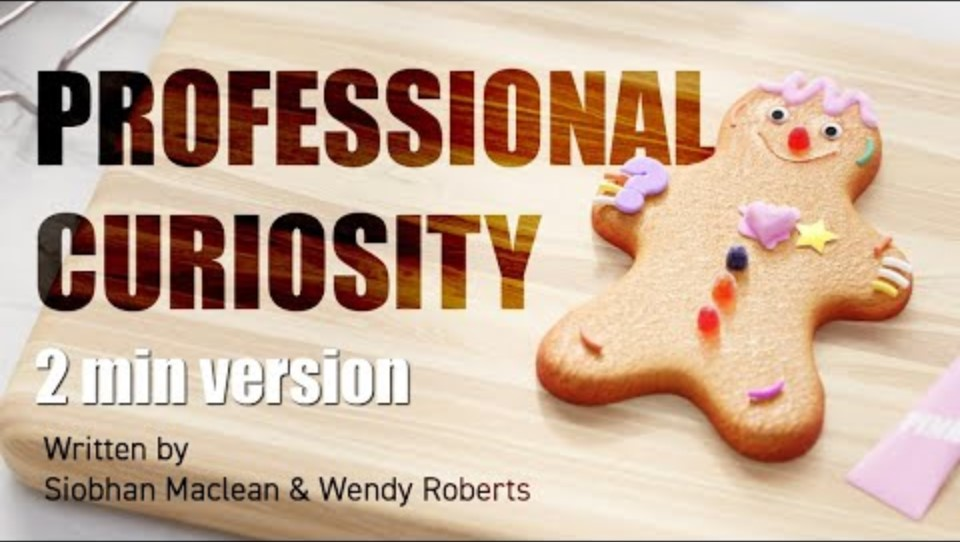 PROFESSIONAL
CURIOSITY
2 min version
Written by
Siobhan Maclean & Wendy Roberts